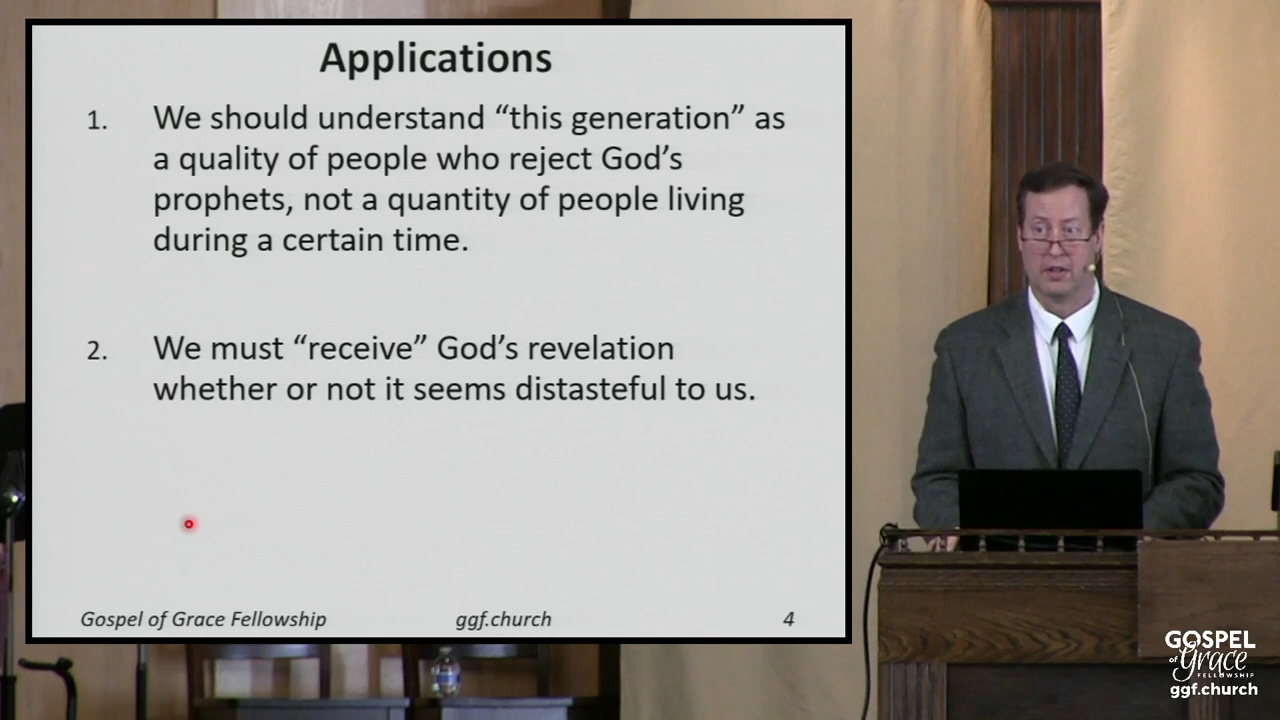 Applications
1. We should understand “this generation” as
a quality of people who reject God’s
prophets, not a quantity of people living
during a certain time.
2. We must “receive” God’s revelation
whether or not it seems distasteful to us.
Gospel of Grace Fellowship ggf.church 4
GOSPEL
of Grace
FELLOWSHIP
ggf.church